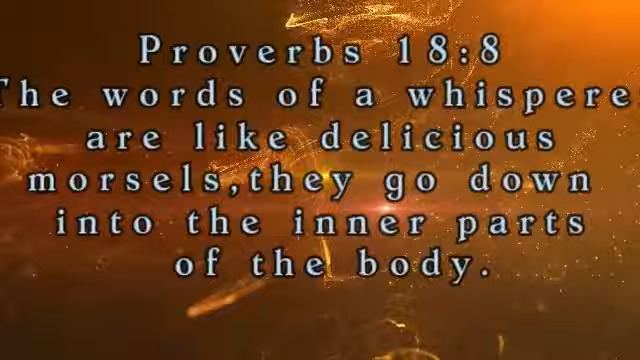 Proverbs 18:8
The words of a whispere
are like delicious
morsels,they go down
into the inner parts
of the body.